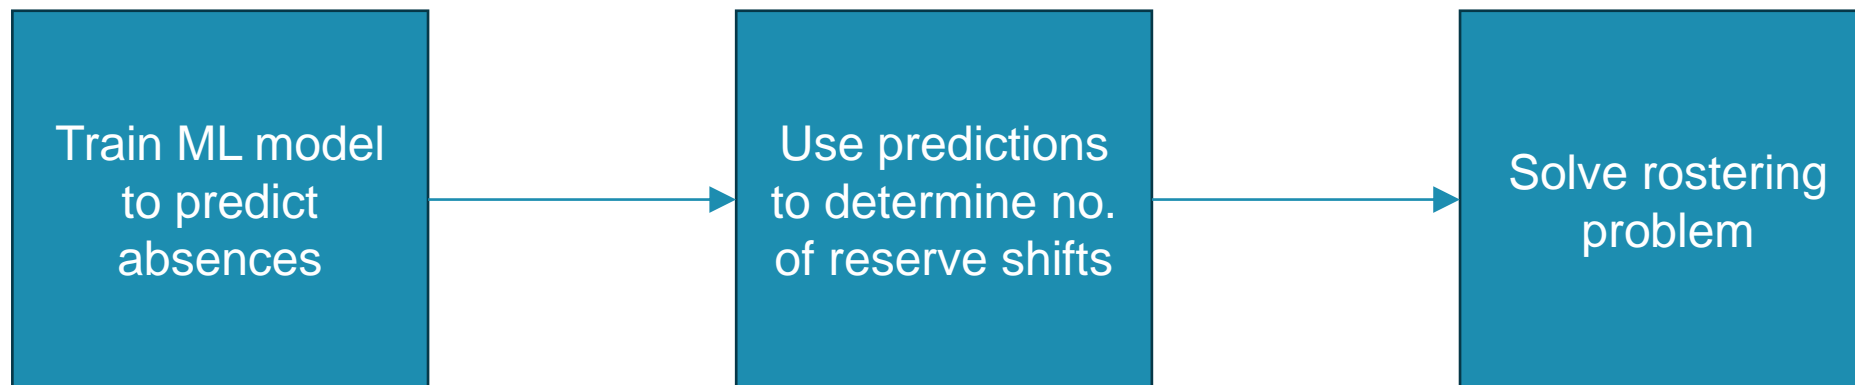 Train ML model
to predict
absences
Use predictions
to determine no.
of reserve shifts
Solve rostering
problem